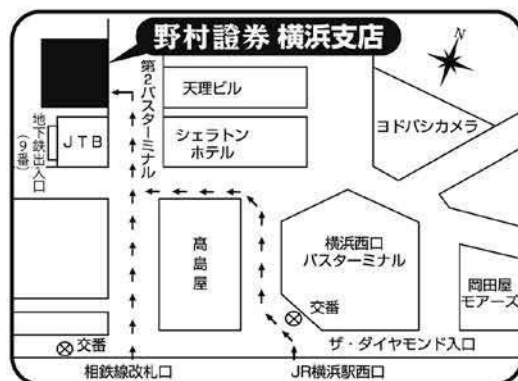 野村證券 横浜支店
N
第2バスターミナル
天理ビル
ヨドバシカメラ
地下鉄出入口
(9番)
JTB
シェラトン
ホテル
髙島屋
横浜西口
バスターミナル
岡田屋
モアーズ
交番
交番
ザ・ダイヤモンド入口
相鉄線改札口
JR横浜駅西口